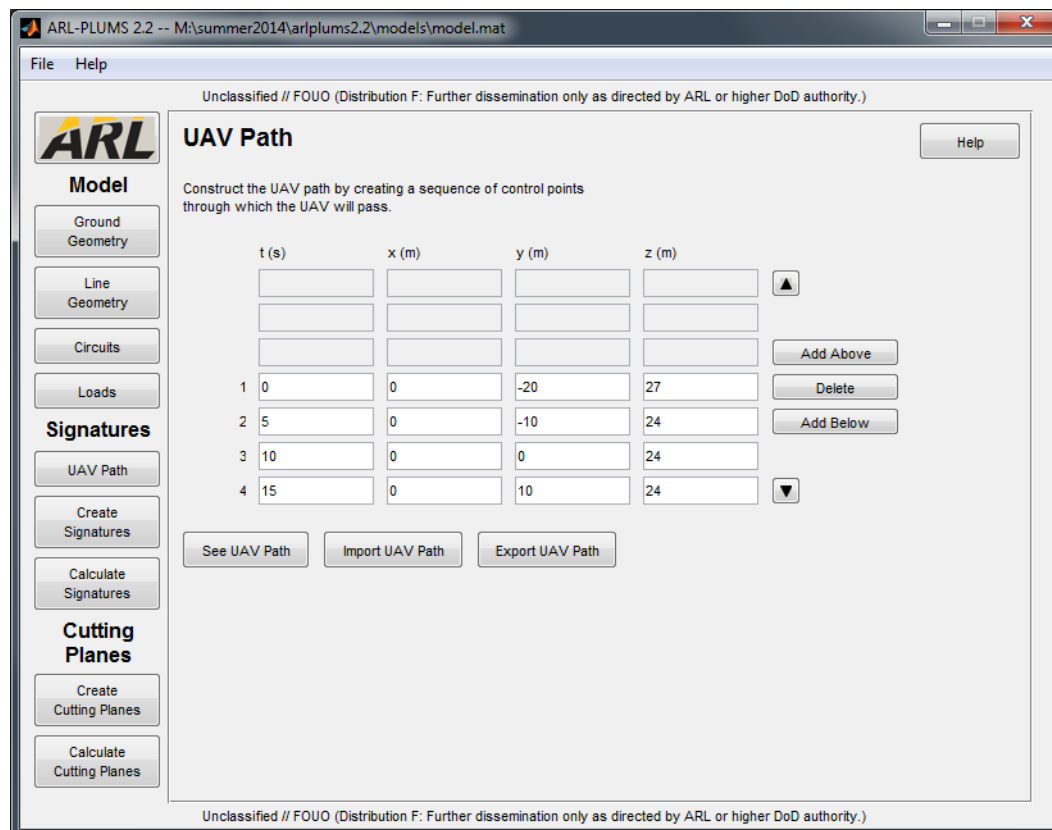 ARL-PLUMS 2.2 -- M:\summer2014\arlplums2.2\models\model.mat
File Help
Unclassified // FOUO (Distribution F: Further dissemination only as directed by ARL or higher DoD authority.)
ARL
Model
Ground
Geometry
Line
Geometry
Circuits
Loads
Signatures
UAV Path
Create
Signatures
Calculate
Signatures
Cutting
Planes
Create
Cutting Planes
Calculate
Cutting Planes
UAV Path
Help
Construct the UAV path by creating a sequence of control points
through which the UAV will pass.
t (s) x (m) y (m) z (m)
Add Above
1 0 0 -20 27 Delete
2 5 0 -10 24 Add Below
3 10 0 0 24
4 15 0 10 24
See UAV Path Import UAV Path Export UAV Path
Unclassified // FOUO (Distribution F: Further dissemination only as directed by ARL or higher DoD authority.)